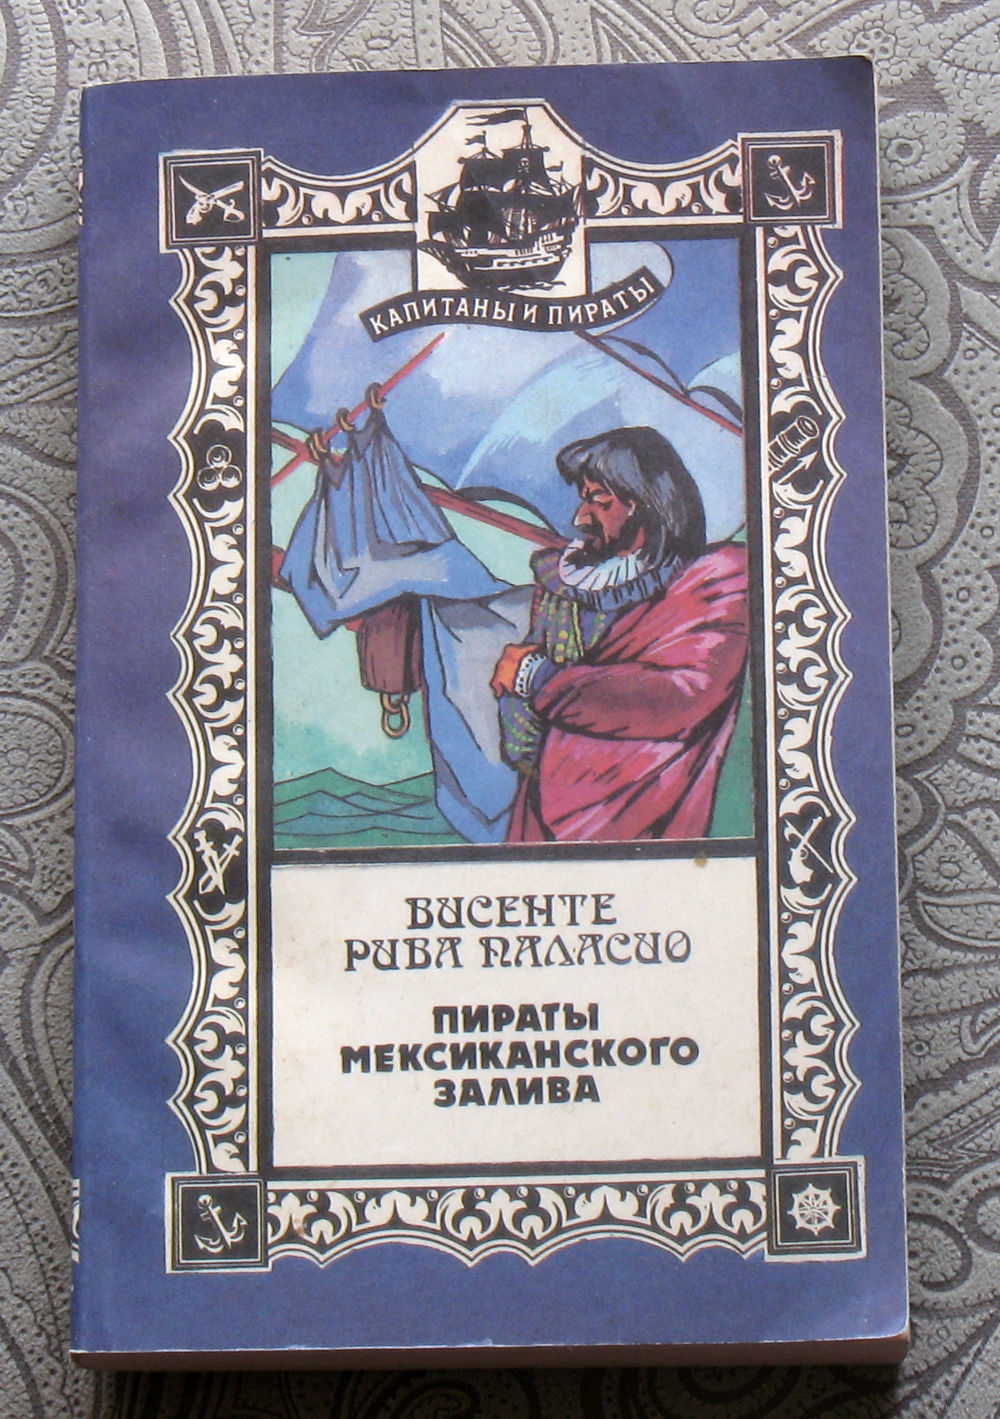 КАПИТАНЫ И ПИРАТЫ
ВИСЕНТЕ
РИВА ПАЛАСИО
ПИРАТЫ
МЕКСИКАНСКОГО
ЗАЛИВА